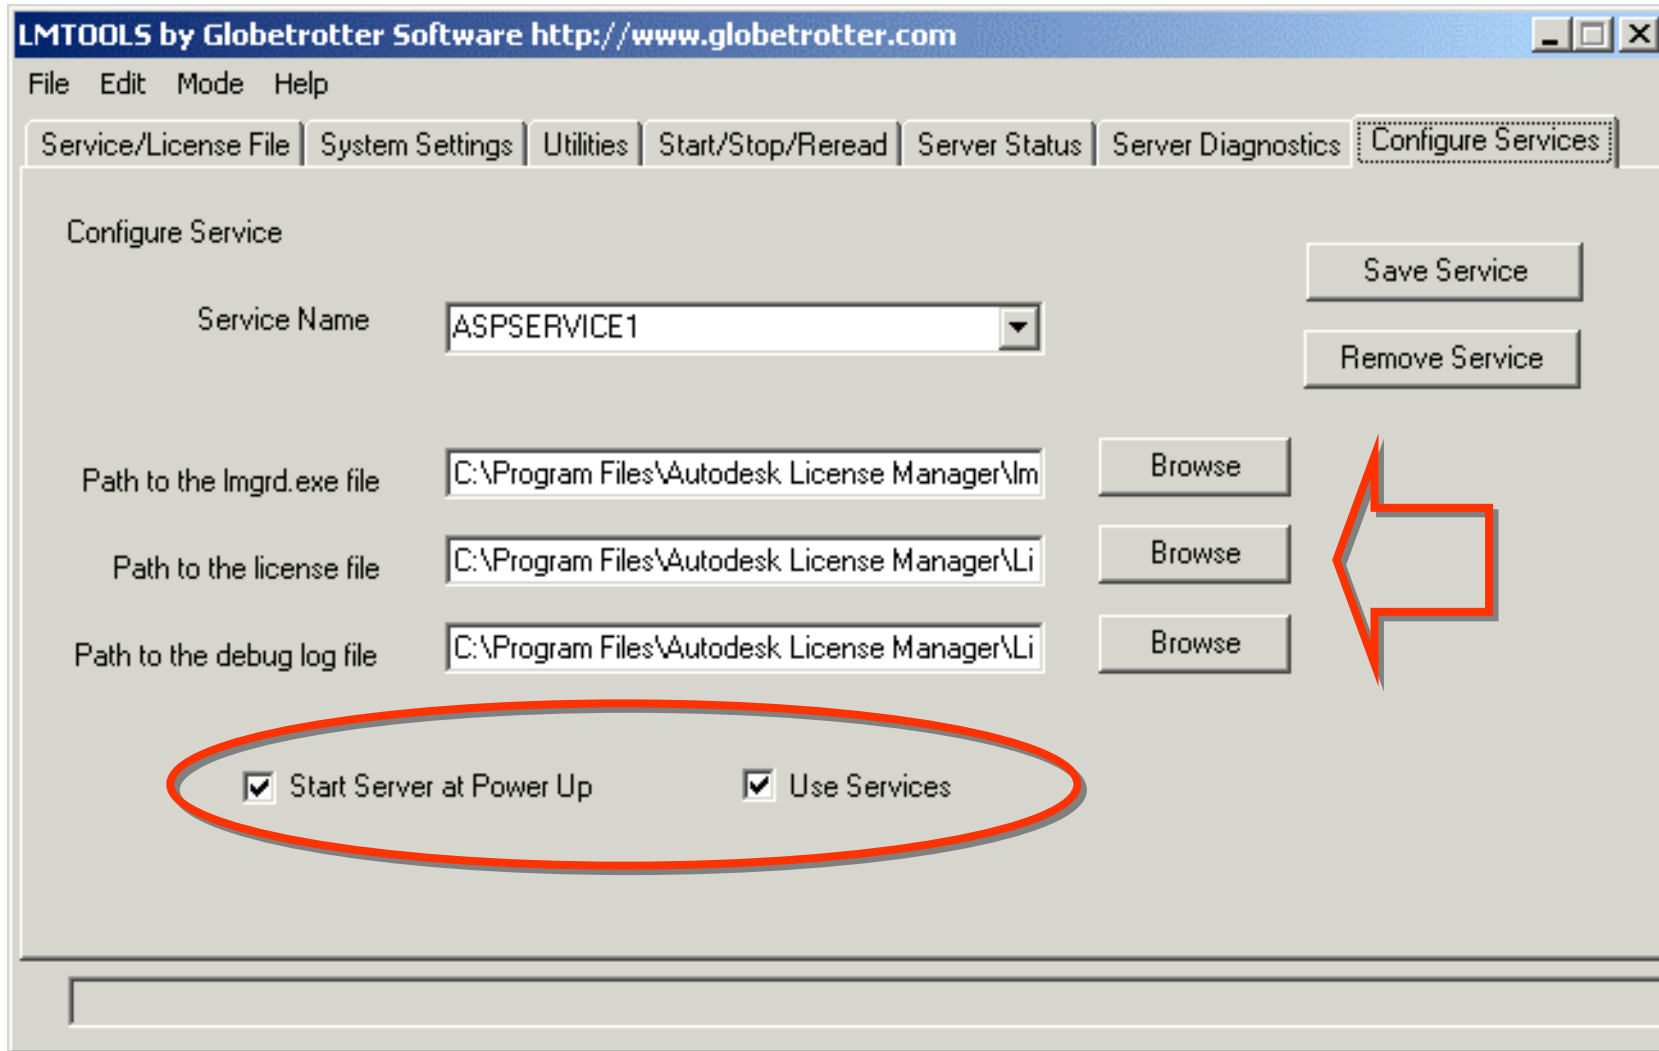 LMTOOLS by Globetrotter Software http://www.globetrotter.com
File Edit Mode Help
Service/License File System Settings Utilities Start/Stop/Reread Server Status Server Diagnostics Configure Services
Configure Service
Save Service
Service Name ASPSERVICE1
Remove Service
Path to the lmgrd.exe file C:\Program Files\Autodesk License Manager\lm Browse
Path to the license file C:\Program Files\Autodesk License Manager\Li Browse
Path to the debug log file C:\Program Files\Autodesk License Manager\Li Browse
Start Server at Power Up Use Services